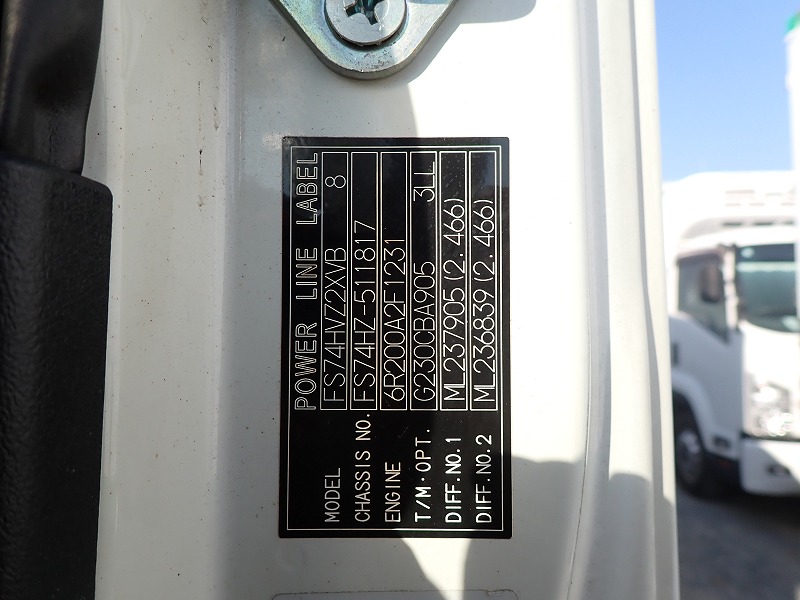 POWER LINE LABEL
MODEL FS74HVZ2XVB 8
CHASSIS NO. FS74HZ-511817
ENGINE 6R200A2F1231
T/M·OPT. G230CBA905 3LL
DIFF.NO.1 ML237905(2.466)
DIFF.NO.2 ML236839(2.466)